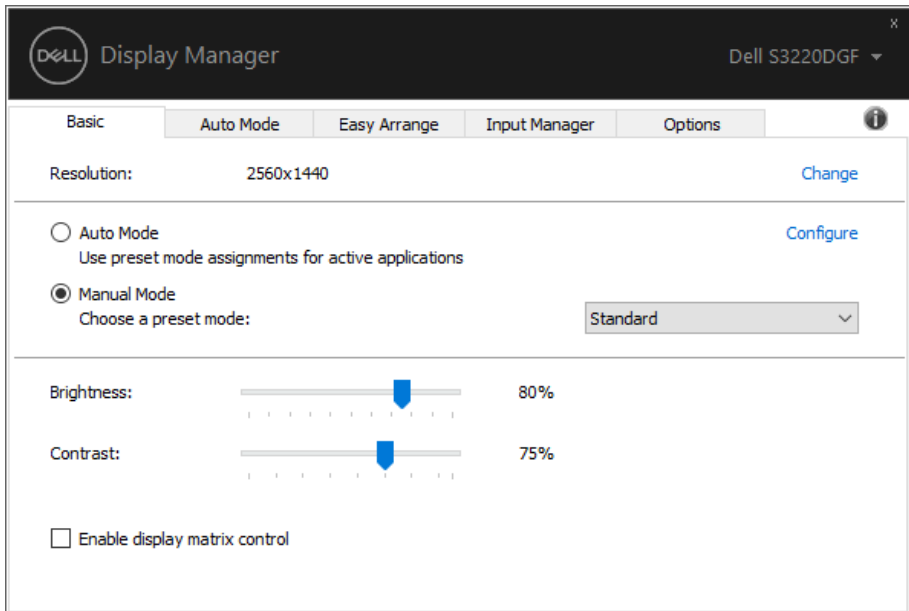 x
DELL Display Manager Dell S3220DGF
Basic Auto Mode Easy Arrange Input Manager Options i
Resolution: 2560x1440 Change
Auto Mode Configure
Use preset mode assignments for active applications
Manual Mode
Choose a preset mode: Standard
Brightness: 80%
Contrast: 75%
Enable display matrix control